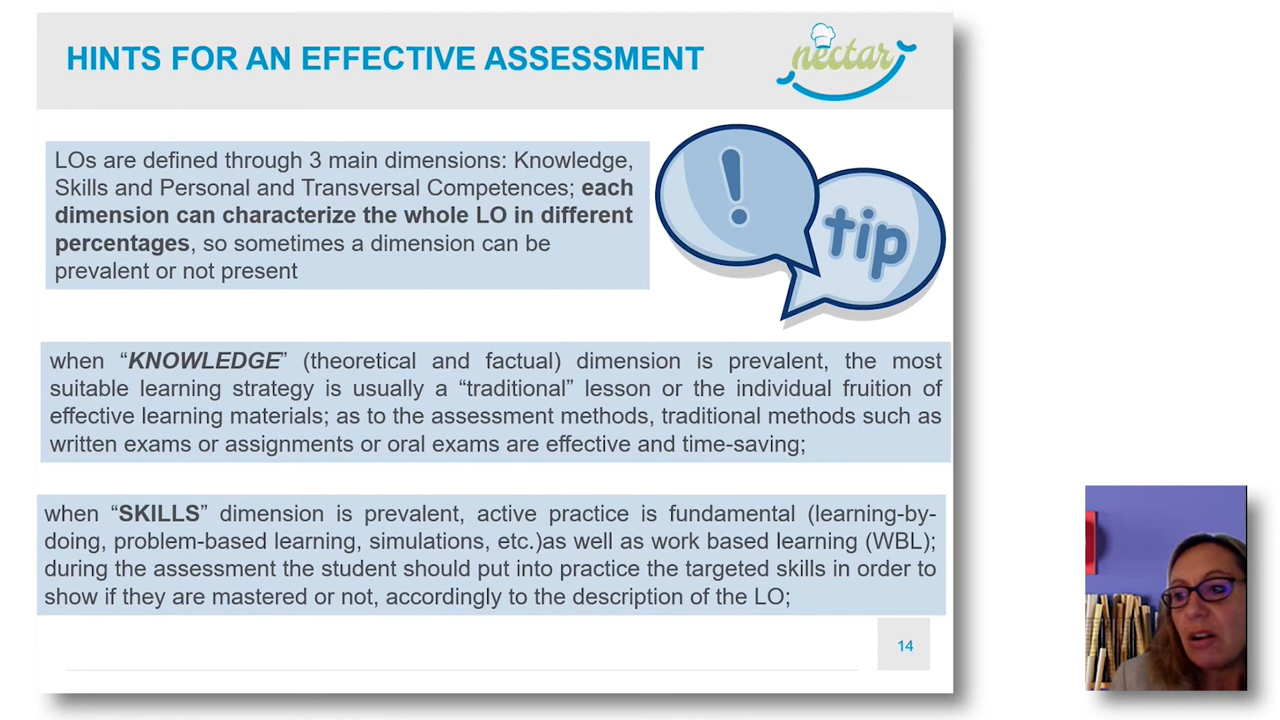 HINTS FOR AN EFFECTIVE ASSESSMENT
nectar
LOs are defined through 3 main dimensions: Knowledge,
Skills and Personal and Transversal Competences; each
dimension can characterize the whole LO in different
percentages, so sometimes a dimension can be
prevalent or not present
!
tip
when “KNOWLEDGE” (theoretical and factual) dimension is prevalent, the most
suitable learning strategy is usually a “traditional” lesson or the individual fruition of
effective learning materials; as to the assessment methods, traditional methods such as
written exams or assignments or oral exams are effective and time-saving;
when “SKILLS” dimension is prevalent, active practice is fundamental (learning-by-
doing, problem-based learning, simulations, etc.)as well as work based learning (WBL);
during the assessment the student should put into practice the targeted skills in order to
show if they are mastered or not, accordingly to the description of the LO;
14